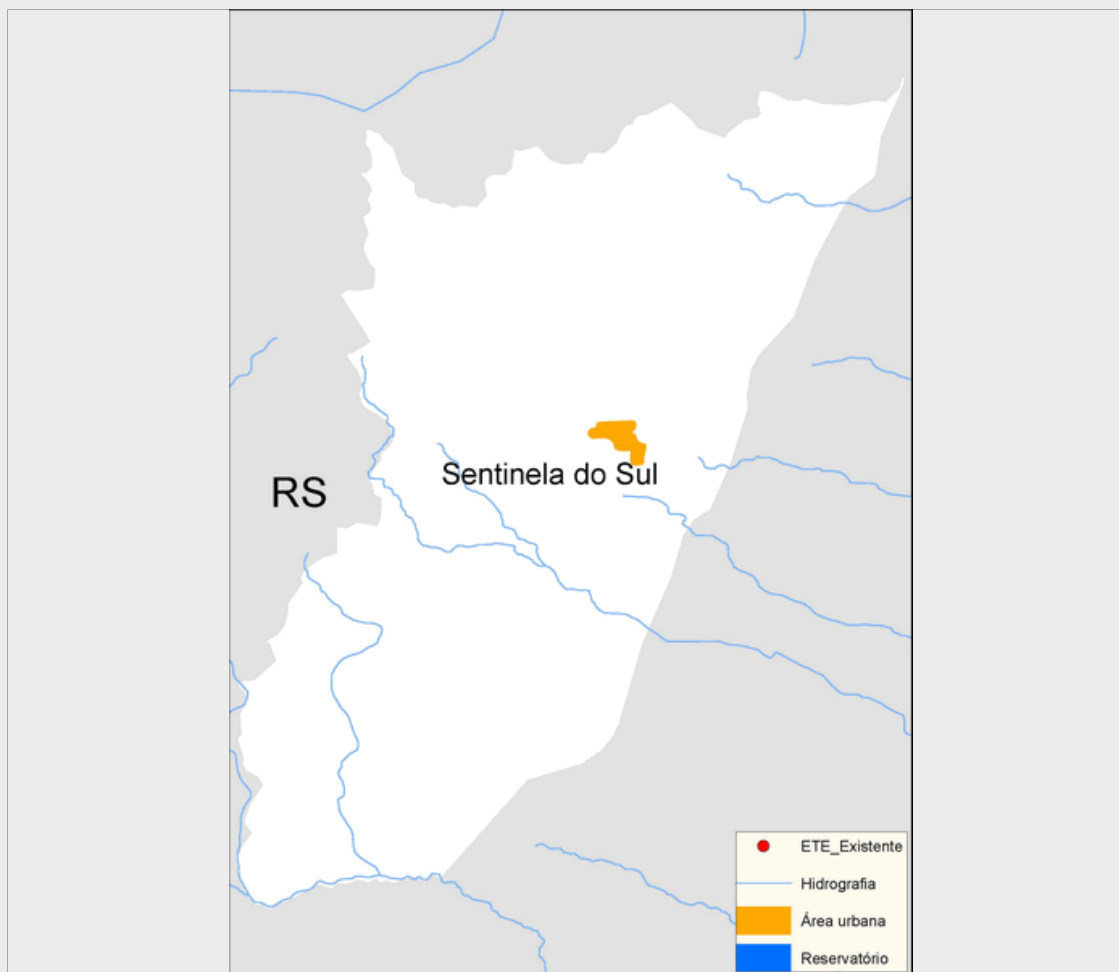 Sentinela do Sul
RS
ETE_Existente
Hidrografia
Área urbana
Reservatório